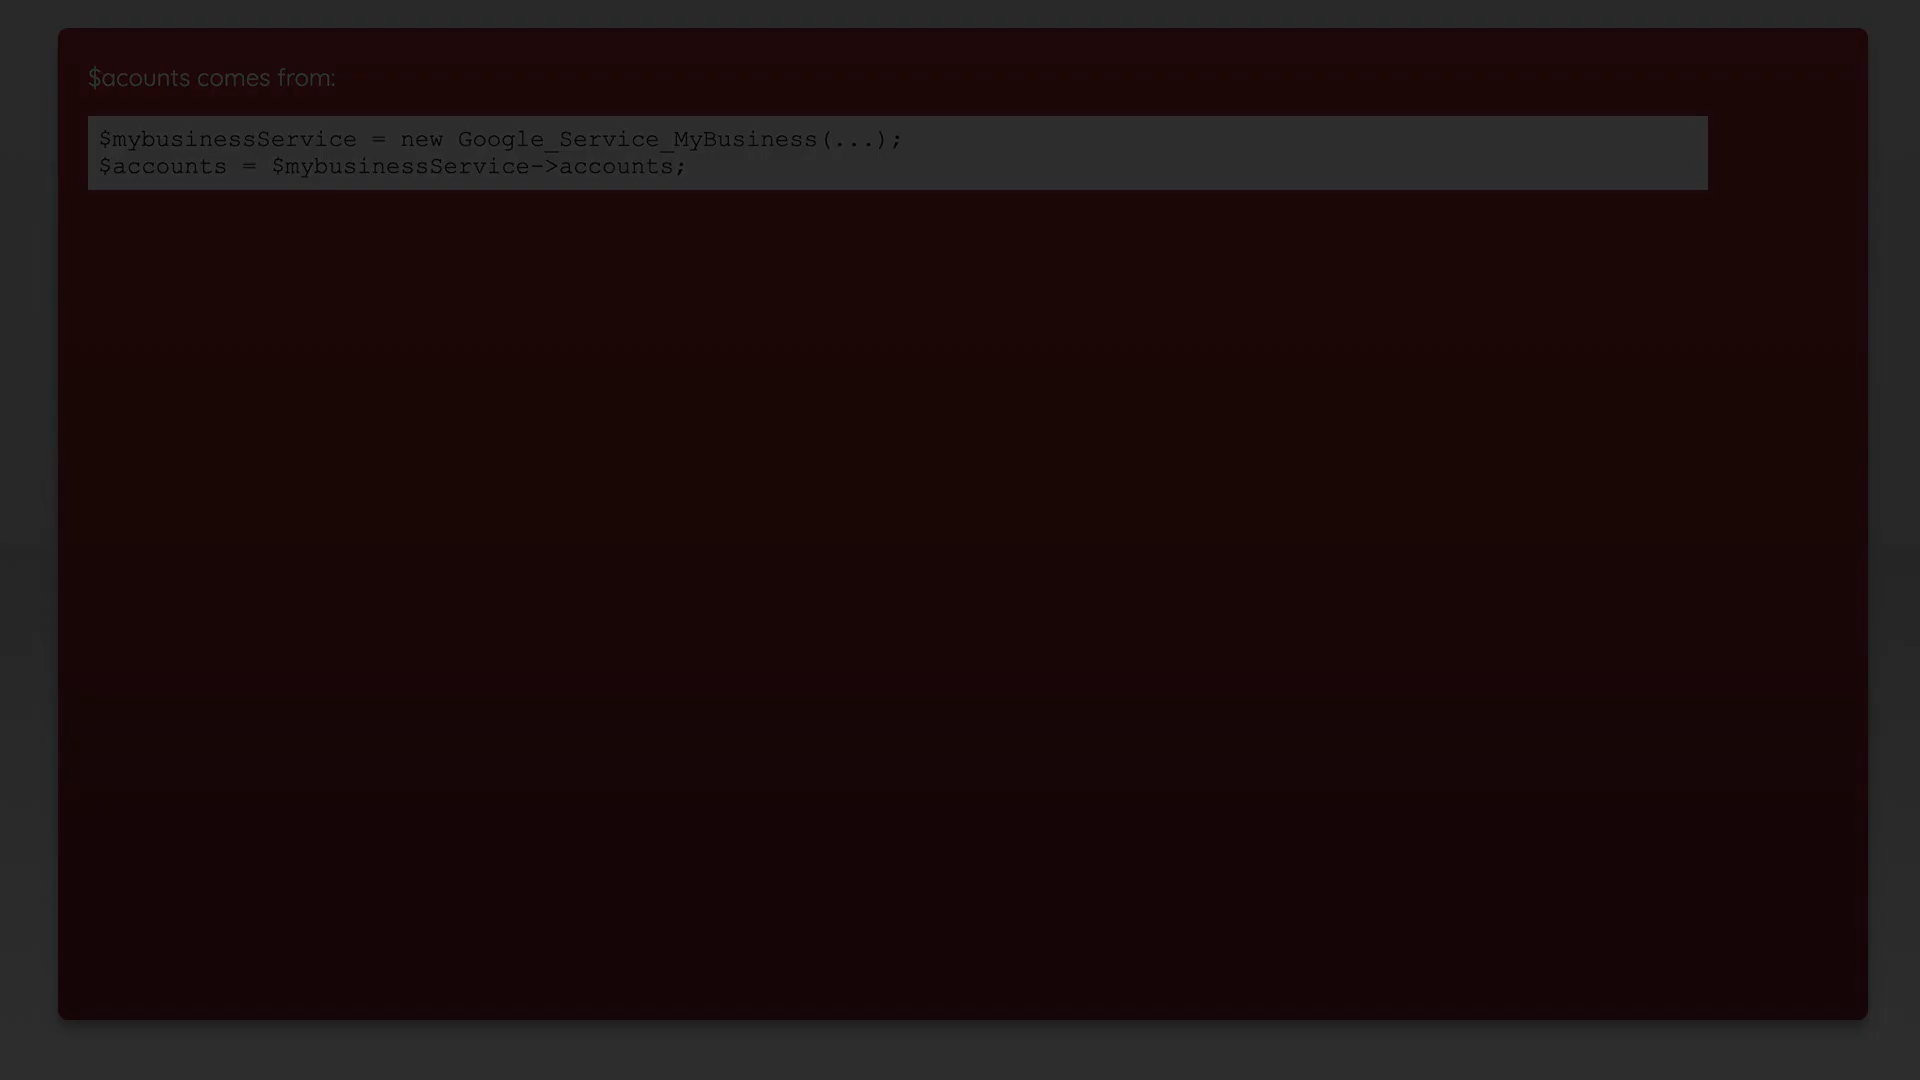 $acounts comes from:
$mybusinessService = new Google_Service_MyBusiness(...);
$accounts = $mybusinessService->accounts;